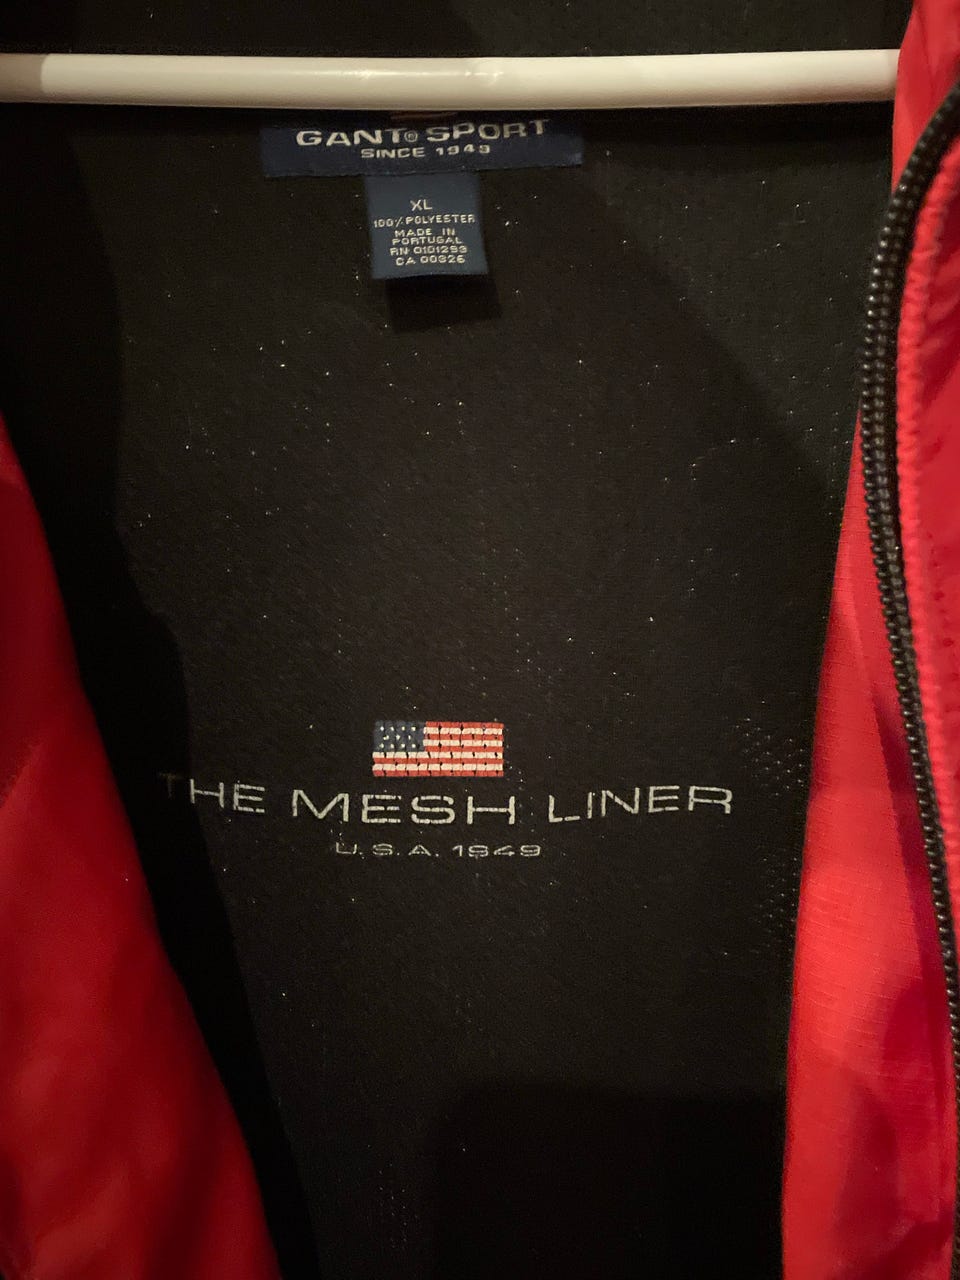 GANT® SPORT
SINCE 1949
XL
100% POLYESTER
MADE IN
PORTUGAL
RN 0101293
CA 00326
THE MESH LINER
U.S.A. 1949